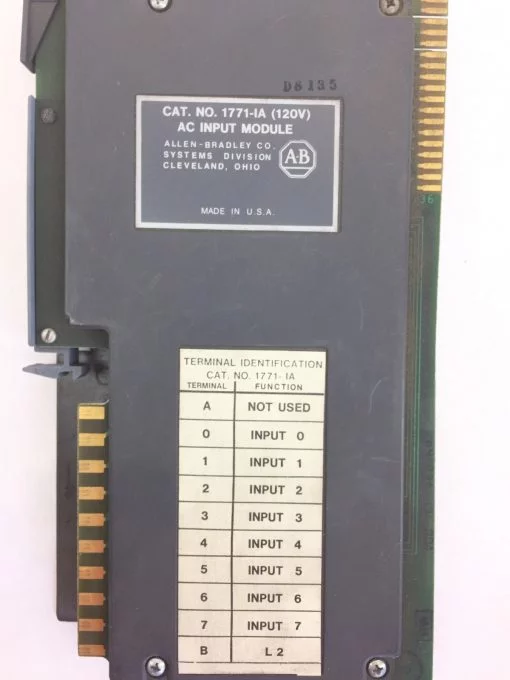 D8135
CAT. NO. 1771-IA (120V)
AC INPUT MODULE
ALLEN-BRADLEY CO.
SYSTEMS DIVISION
CLEVELAND, OHIO
A-B
MADE IN U.S.A.
36
TERMINAL IDENTIFICATION
CAT. NO. 1771-IA
TERMINAL FUNCTION
A NOT USED
0 INPUT 0
1 INPUT 1
2 INPUT 2
3 INPUT 3
4 INPUT 4
5 INPUT 5
6 INPUT 6
7 INPUT 7
B L2